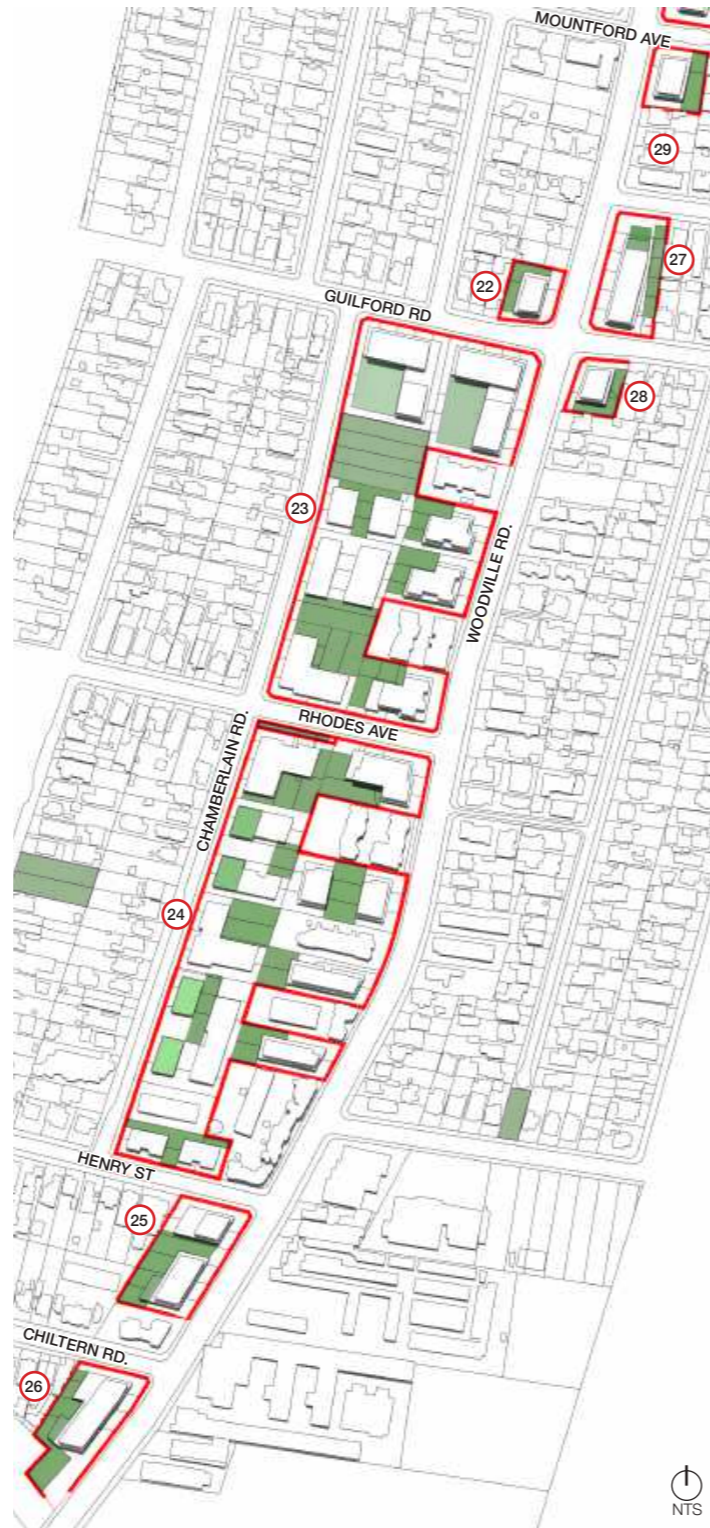 MOUNTFORD AVE
29
27
22
GUILFORD RD
28
23
WOODVILLE RD.
RHODES AVE
CHAMBERLAIN RD.
24
HENRY ST
25
CHILTERN RD.
26
NTS